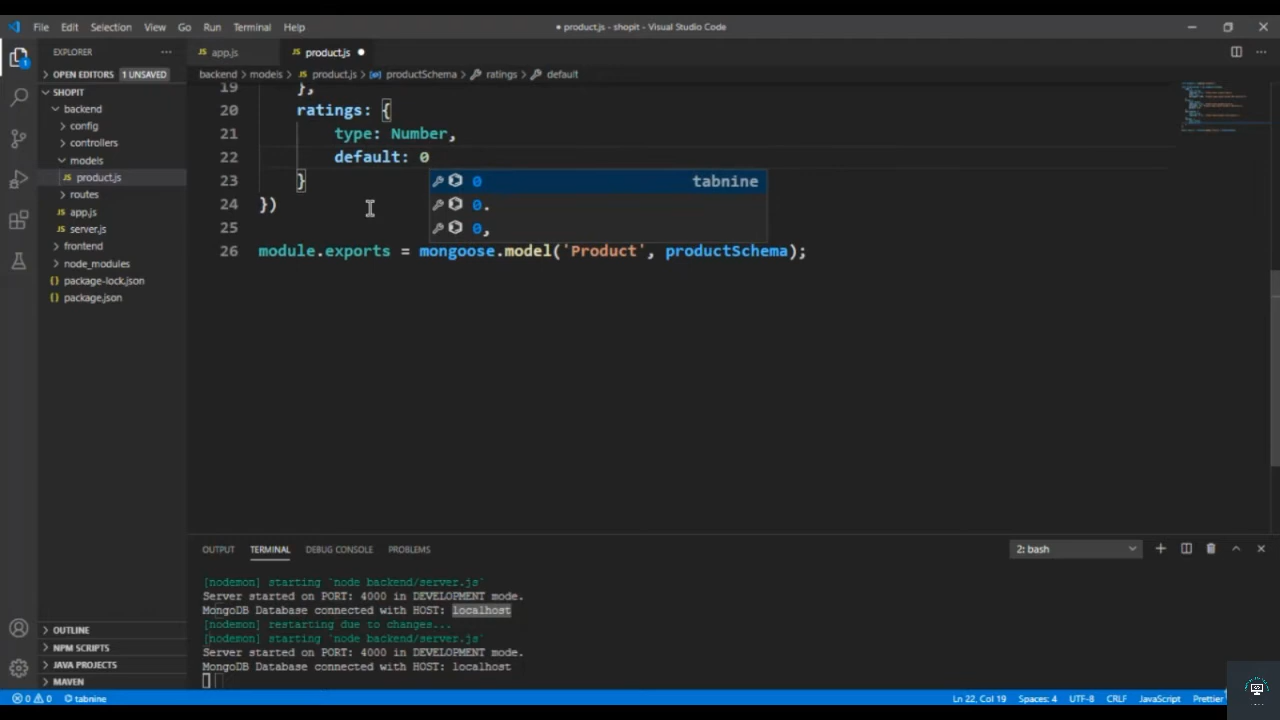 File Edit Selection View Go Run Terminal Help
● product.js - shopit - Visual Studio Code
EXPLORER
OPEN EDITORS 1 UNSAVED
SHOPIT
backend
config
controllers
models
product.js
routes
app.js
server.js
frontend
node_modules
package-lock.json
package.json
OUTLINE
NPM SCRIPTS
JAVA PROJECTS
MAVEN
JS app.js JS product.js ●
backend > models > JS product.js > productSchema > ratings > default
19 },
20 ratings: {
21 type: Number,
22 default: 0
23 }
24 })
25
26 module.exports = mongoose.model('Product', productSchema);
0 tabnine
0.
0,
OUTPUT TERMINAL DEBUG CONSOLE PROBLEMS
2: bash
[nodemon] starting `node backend/server.js`
Server started on PORT: 4000 in DEVELOPMENT mode.
MongoDB Database connected with HOST: localhost
[nodemon] restarting due to changes...
[nodemon] starting `node backend/server.js`
Server started on PORT: 4000 in DEVELOPMENT mode.
MongoDB Database connected with HOST: localhost
0 0 tabnine
Ln 22, Col 19 Spaces: 4 UTF-8 CRLF JavaScript Prettier